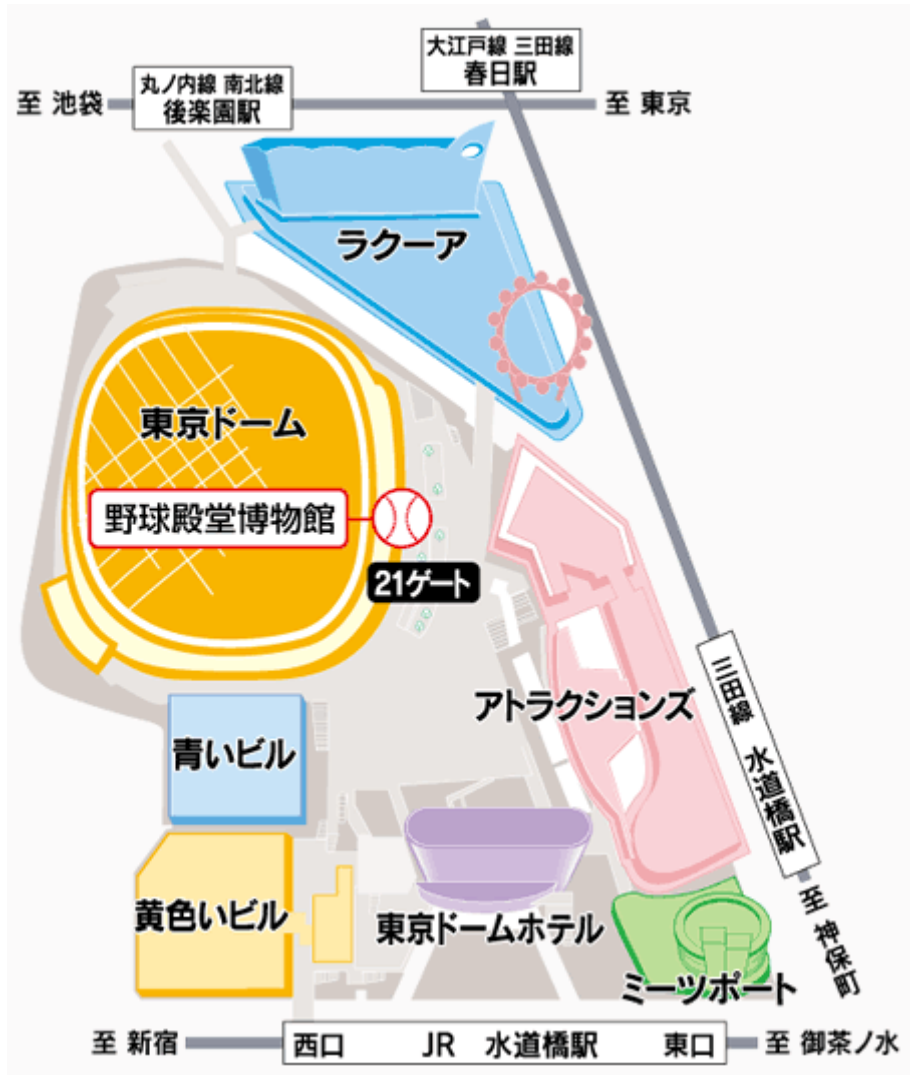 大江戸線 三田線
春日駅
丸ノ内線 南北線
後楽園駅
至 池袋
至 東京
ラクーア
東京ドーム
野球殿堂博物館
21ゲート
アトラクションズ
三田線 水道橋駅
青いビル
至 神保町
黄色いビル
東京ドームホテル
ミーツポート
至 新宿
西口 JR 水道橋駅 東口
至 御茶ノ水